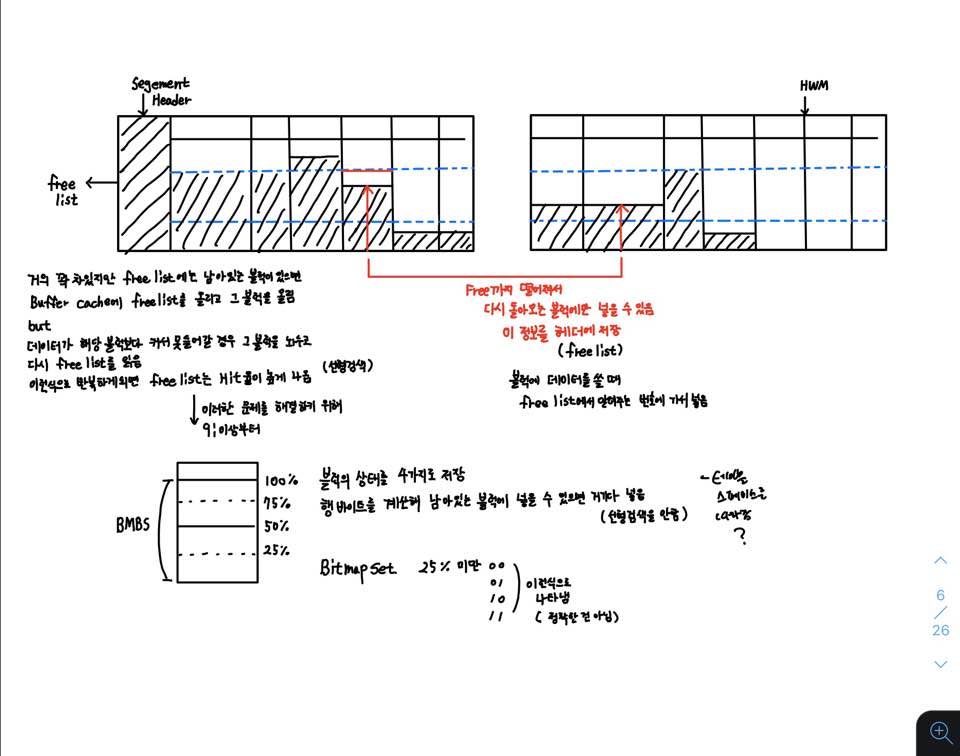 Segement
Header
HWM
free
list
거의 꽉 차있지만 free list에는 남아있는 블럭이 있으면
Buffer cache에 freelist를 올리고 그 블럭을 올림
but
데이터가 해당 블럭보다 커서 못들어갈 경우 그 블럭을 놔두고
다시 free list를 읽음
이런식으로 반복하게되면 free list는 Hit율이 높게 나옴 (선형검색)
Free까지 떨어져서
다시 돌아오는 블럭에만 넣을 수 있음
이 정보를 헤더에 저장
(free list)
블럭에 데이터를 쓸 때
free list에서 알려주는 번호에 가서 넣음
이러한 문제를 해결하기 위해
9i이상부터
BMBS
100%
75%
50%
25%
블럭의 상태를 4가지로 저장
행 바이트를 계산해 남아있는 블럭에 넣을 수 있으면 거기다 넣음
(선형검색을 안함)
- 테이블
스페이스를
?
Bitmap set 25% 미만 00
01
10
11
이런식으로
나타냄
( 정확한 건 아님)
6
/
26